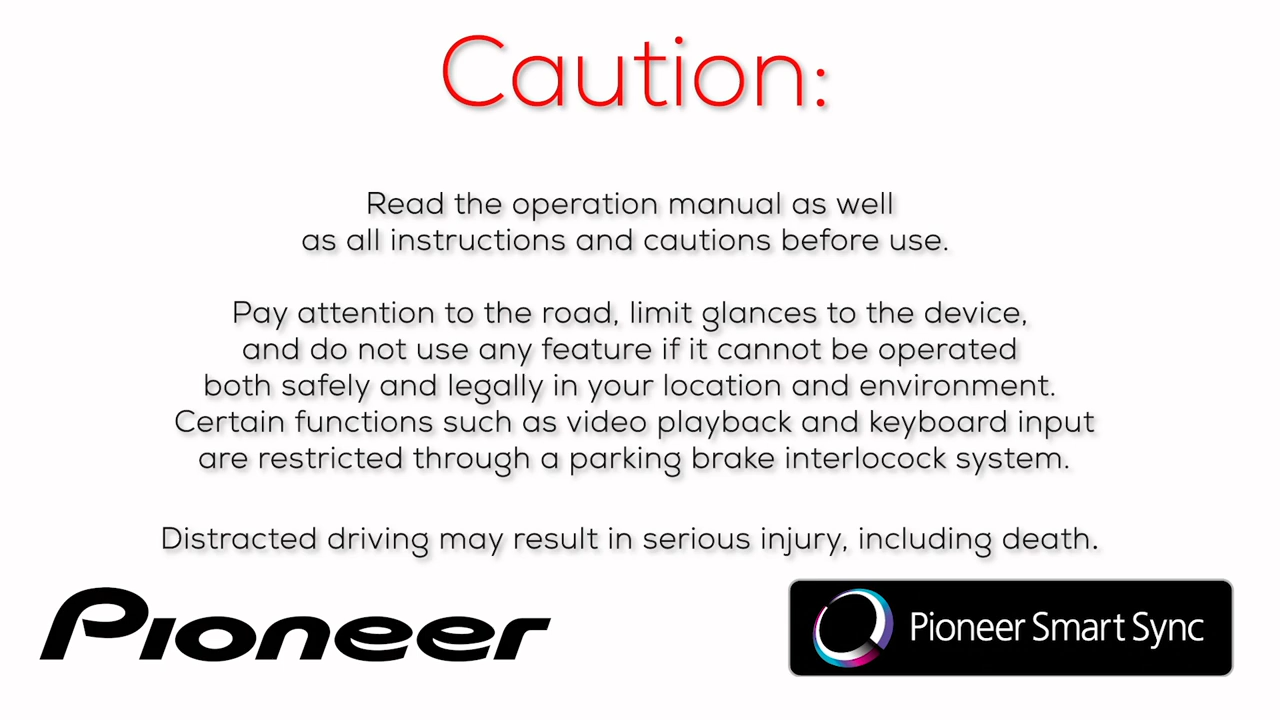 Caution:
Read the operation manual as well
as all instructions and cautions before use.
Pay attention to the road, limit glances to the device,
and do not use any feature if it cannot be operated
both safely and legally in your location and environment.
Certain functions such as video playback and keyboard input
are restricted through a parking brake interlocock system.
Distracted driving may result in serious injury, including death.
Pioneer
Pioneer Smart Sync